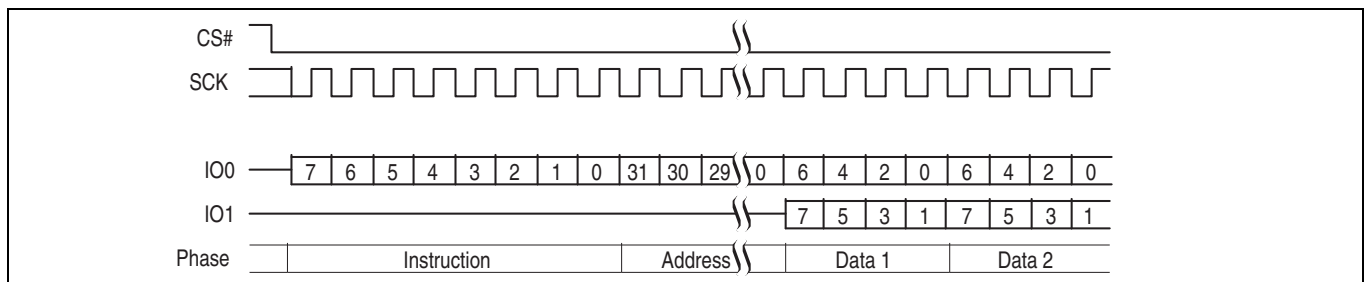 CS#
SCK
IO0 7 6 5 4 3 2 1 0 31 30 29 0 6 4 2 0 6 4 2 0
IO1 7 5 3 1 7 5 3 1
Phase Instruction Address Data 1 Data 2